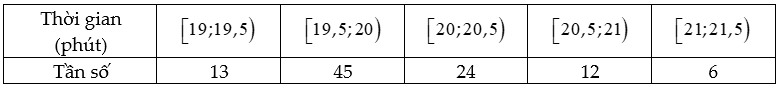 Thời gian (phút) [19;19,5) [19,5;20) [20;20,5) [20,5;21) [21;21,5)
Tần số 13 45 24 12 6